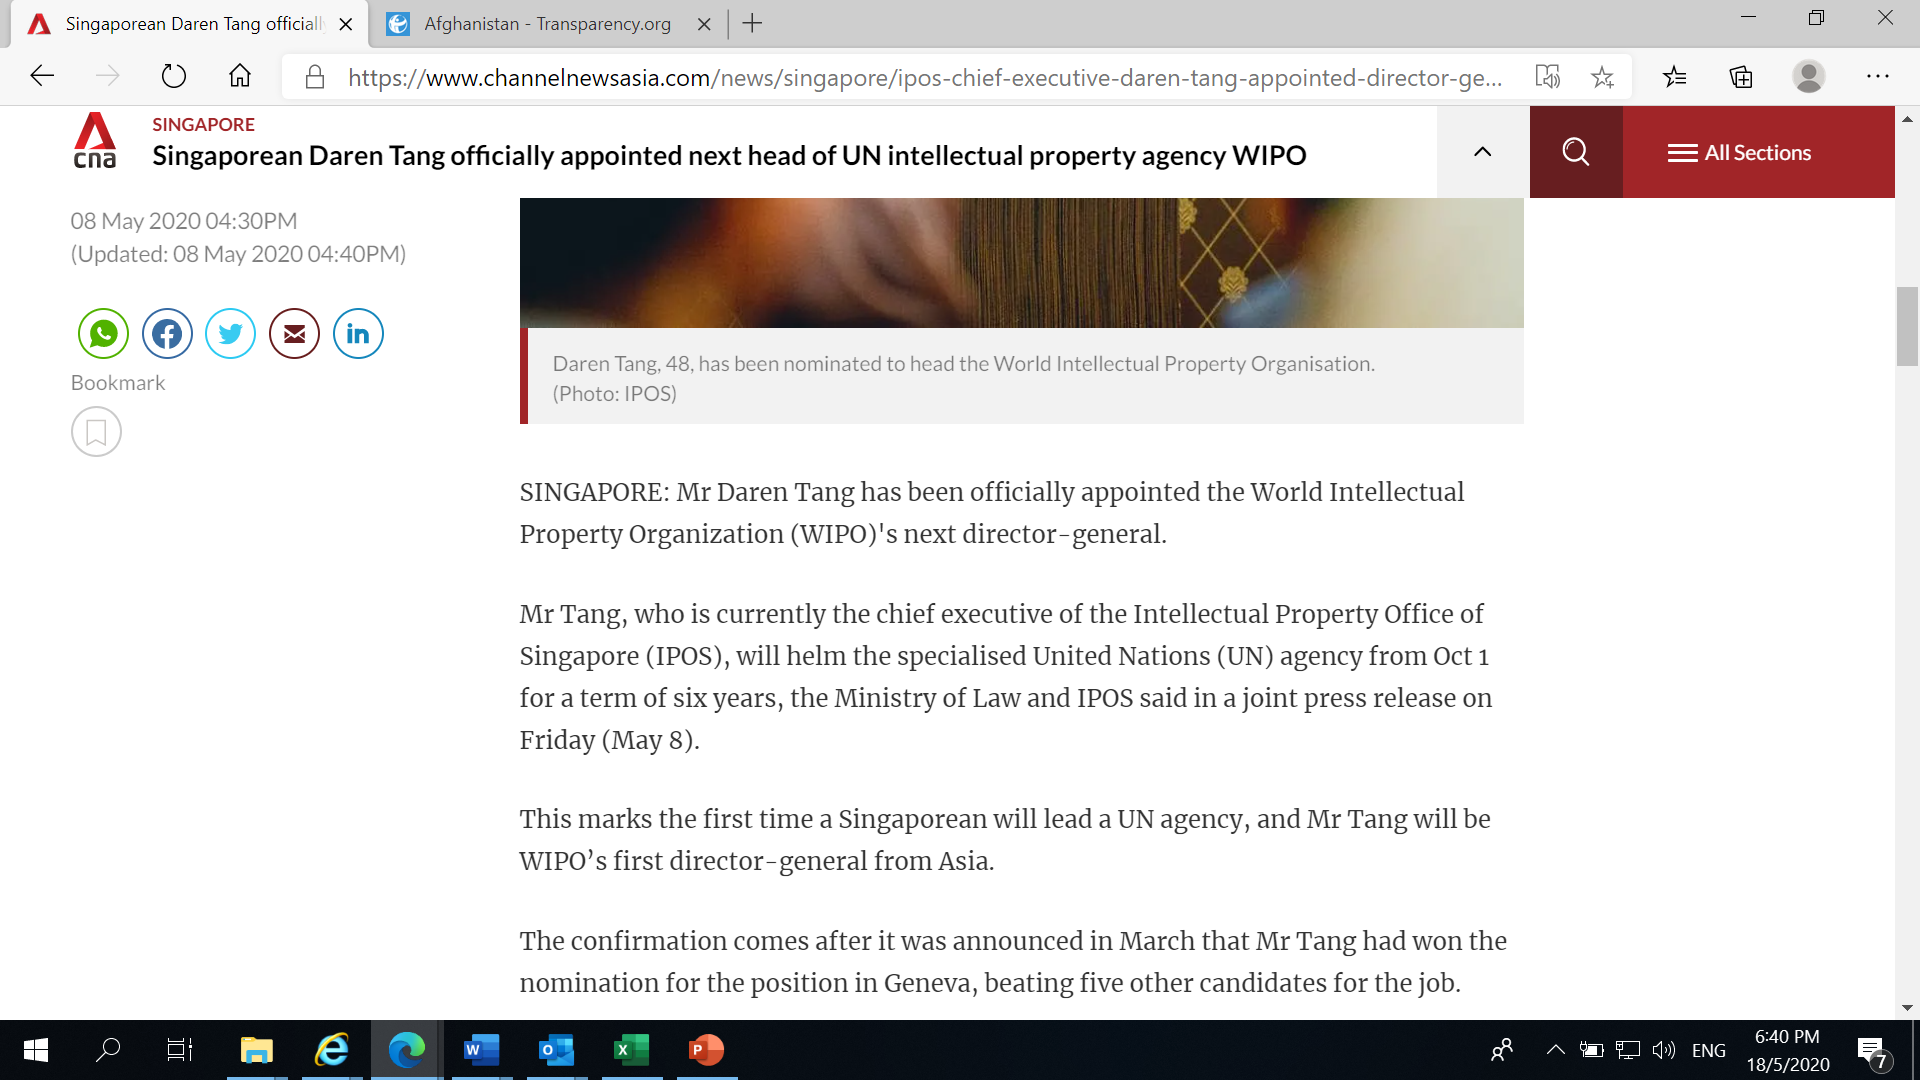 Singaporean Daren Tang officiall
Afghanistan - Transparency.org
https://www.channelnewsasia.com/news/singapore/ipos-chief-executive-daren-tang-appointed-director-ge...
cna
SINGAPORE
Singaporean Daren Tang officially appointed next head of UN intellectual property agency WIPO
All Sections
08 May 2020 04:30PM
(Updated: 08 May 2020 04:40PM)
Bookmark
Daren Tang, 48, has been nominated to head the World Intellectual Property Organisation.
(Photo: IPOS)
SINGAPORE: Mr Daren Tang has been officially appointed the World Intellectual
Property Organization (WIPO)'s next director-general.
Mr Tang, who is currently the chief executive of the Intellectual Property Office of
Singapore (IPOS), will helm the specialised United Nations (UN) agency from Oct 1
for a term of six years, the Ministry of Law and IPOS said in a joint press release on
Friday (May 8).
This marks the first time a Singaporean will lead a UN agency, and Mr Tang will be
WIPO’s first director-general from Asia.
The confirmation comes after it was announced in March that Mr Tang had won the
nomination for the position in Geneva, beating five other candidates for the job.
ENG
6:40 PM
18/5/2020
7